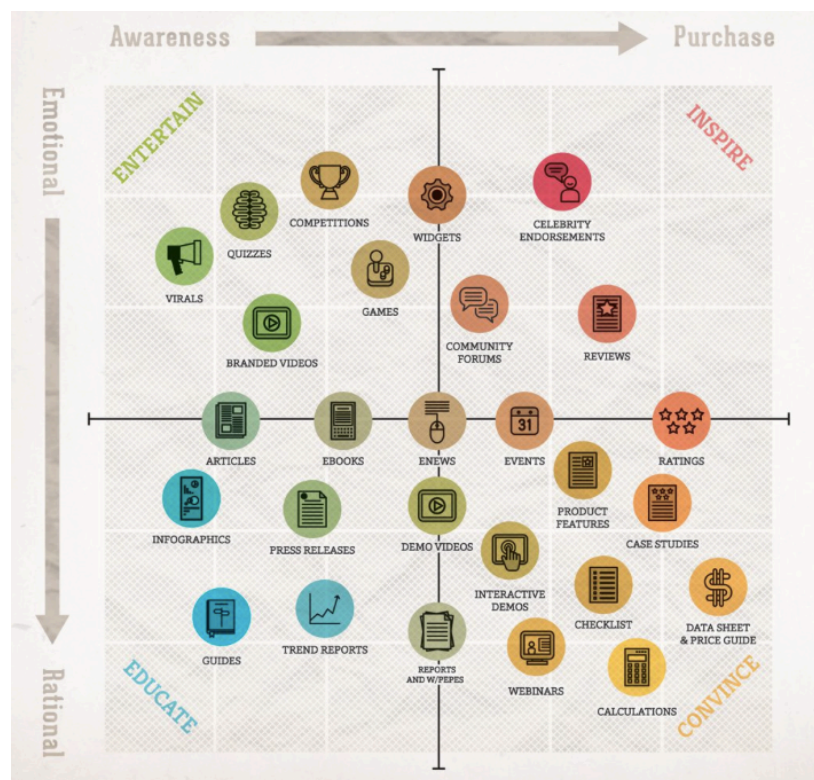 Awareness
Purchase
Emotional
Rational
ENTERTAIN
INSPIRE
COMPETITIONS
QUIZZES
WIDGETS
CELEBRITY
ENDORSEMENTS
VIRALS
GAMES
BRANDED VIDEOS
COMMUNITY
FORUMS
REVIEWS
31
ARTICLES
EBOOKS
ENEWS
EVENTS
RATINGS
INFOGRAPHICS
PRESS RELEASES
DEMO VIDEOS
PRODUCT
FEATURES
CASE STUDIES
INTERACTIVE
DEMOS
CHECKLIST
DATA SHEET
& PRICE GUIDE
GUIDES
TREND REPORTS
REPORTS
AND W/PEPES
WEBINARS
CALCULATIONS
EDUCATE
CONVINCE